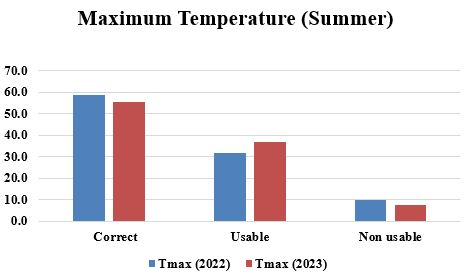 Maximum Temperature (Summer)
70.0
60.0
50.0
40.0
30.0
20.0
10.0
0.0
Correct Usable Non usable
Tmax (2022) Tmax (2023)